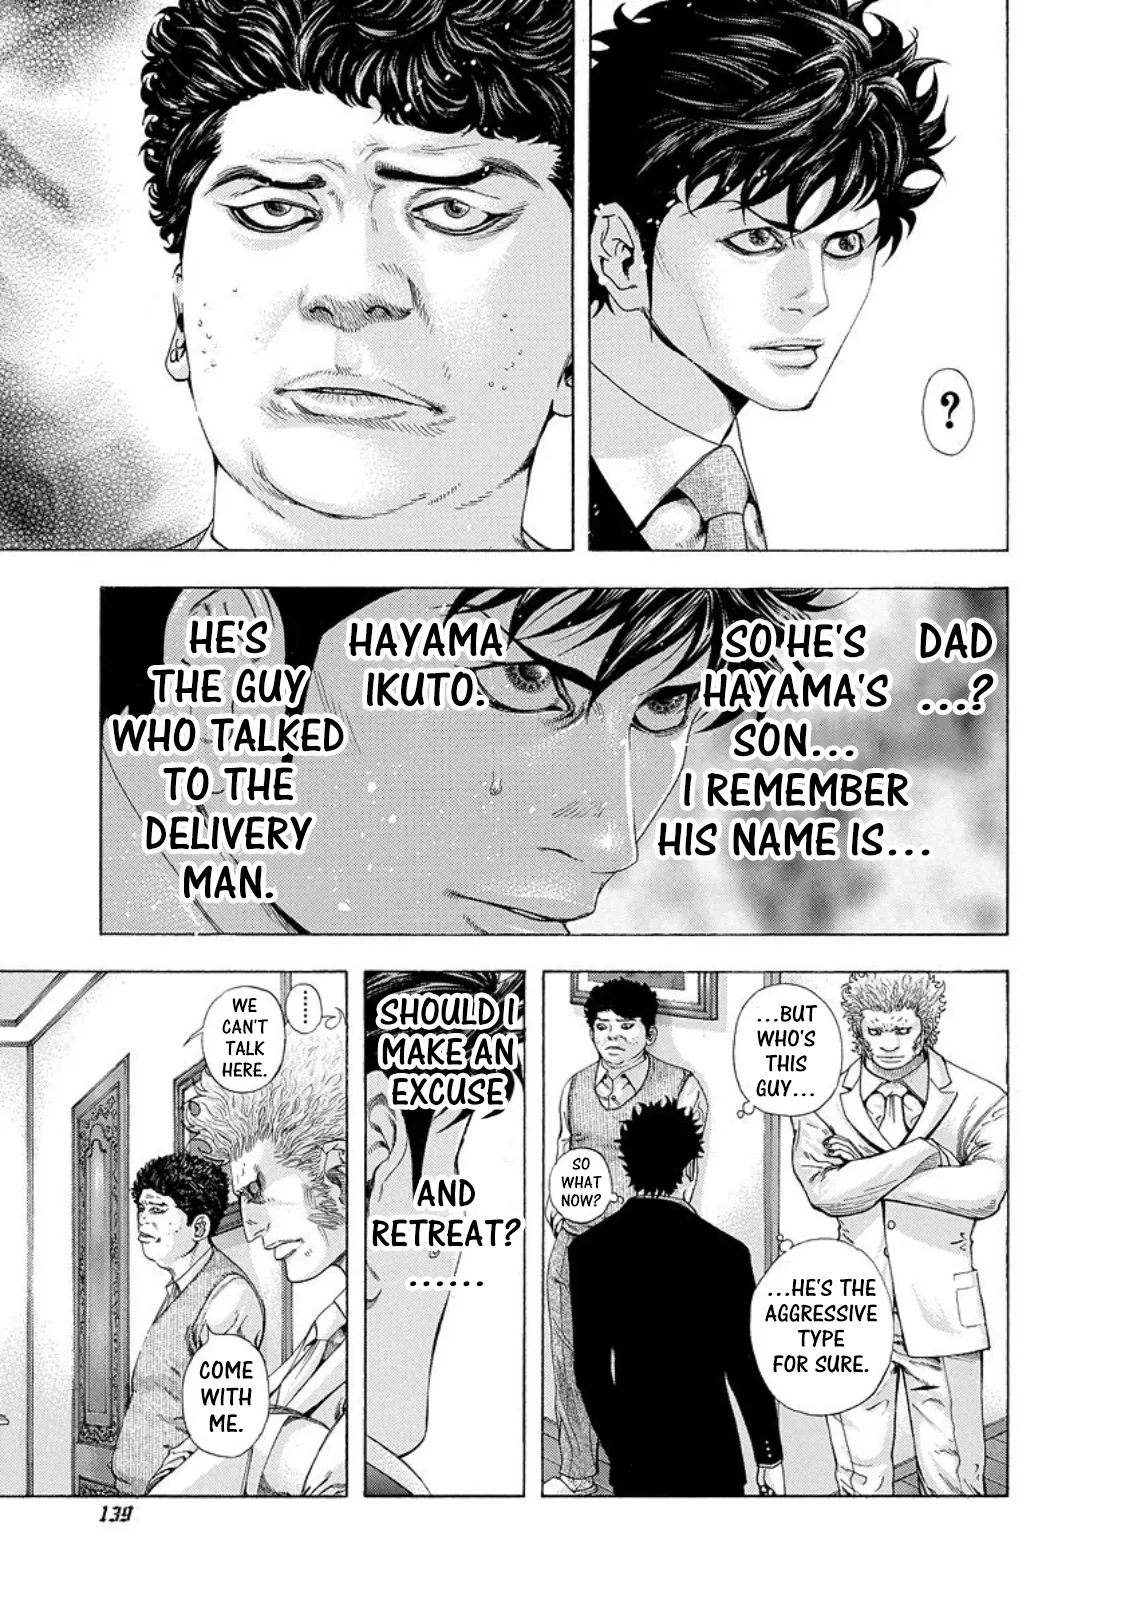 ?
DAD
...?
SO HE'S
HAYAMA'S
SON...
I REMEMBER
HIS NAME IS...
HAYAMA
IKUTO.
HE'S
THE GUY
WHO TALKED
TO THE
DELIVERY
MAN.
...BUT
WHO'S
THIS
GUY...
...HE'S THE
AGGRESSIVE
TYPE
FOR SURE.
SO
WHAT
NOW?
SHOULD I
MAKE AN
EXCUSE
AND
RETREAT?
......
......
WE
CAN'T
TALK
HERE.
COME
WITH
ME.
139